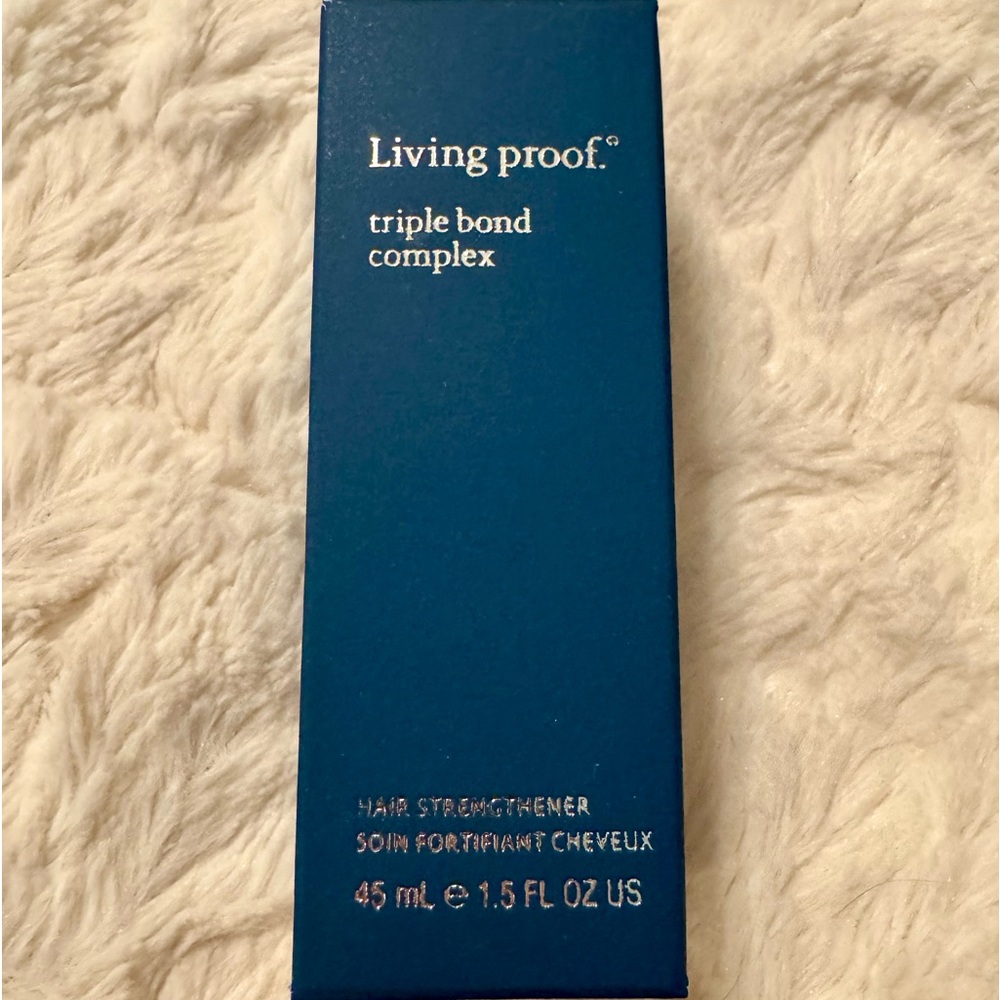 Living proof.®
triple bond
complex
HAIR STRENGTHENER
SOIN FORTIFIANT CHEVEUX
45 mL ℮ 1.5 FL OZ US